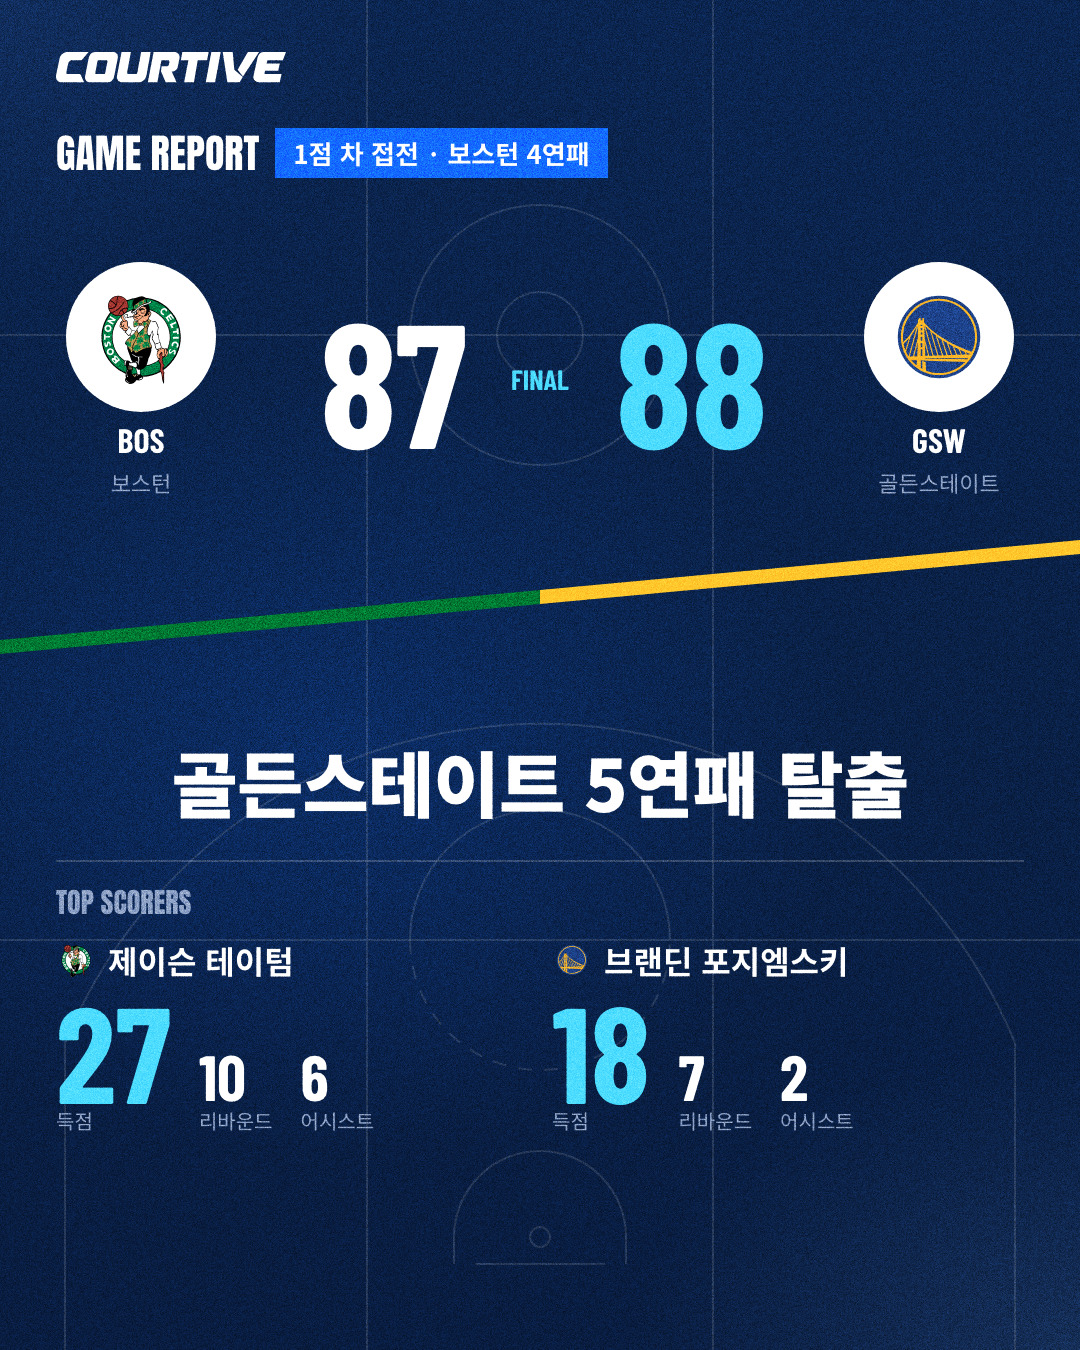 COURTIVE
GAME REPORT 1점 차 접전 · 보스턴 4연패
BOSTON CELTICS
87 FINAL 88
BOS GSW
보스턴 골든스테이트
골든스테이트 5연패 탈출
TOP SCORERS
제이슨 테이텀 브랜딘 포지엠스키
27 10 6 18 7 2
득점 리바운드 어시스트 득점 리바운드 어시스트